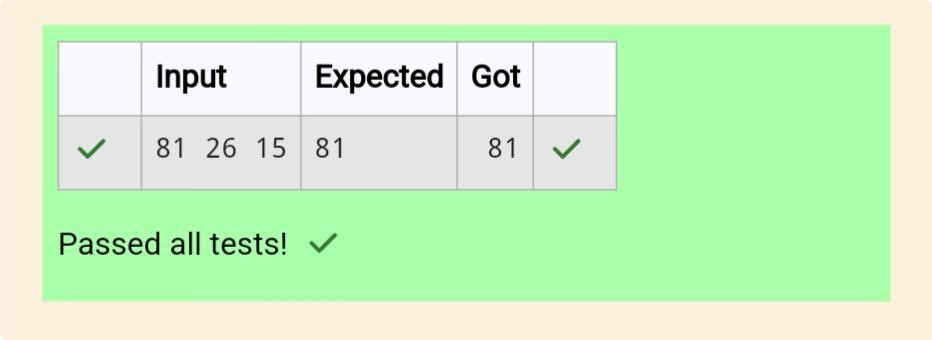 Input Expected Got
81 26 15 81 81
Passed all tests!